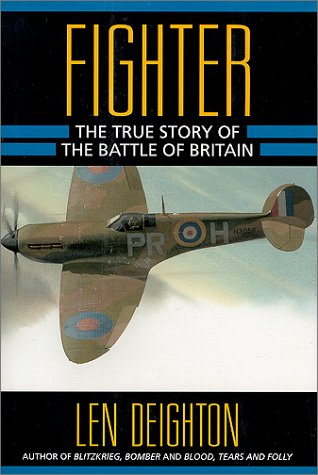 FIGHTER
THE TRUE STORY OF
THE BATTLE OF BRITAIN
PR H
LEN DEIGHTON
AUTHOR OF BLITZKRIEG, BOMBER AND BLOOD, TEARS AND FOLLY